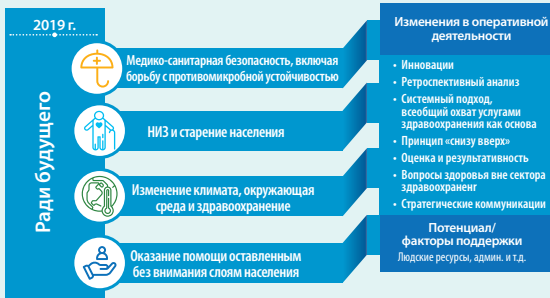 2019 г.
Ради будущего
Медико-санитарная безопасность, включая
борьбу с противомикробной устойчивостью
НИЗ и старение населения
Изменение климата, окружающая
среда и здравоохранение
Оказание помощи оставленным
без внимания слоям населения
Изменения в оперативной
деятельности
• Инновации
• Ретроспективный анализ
• Системный подход,
всеобщий охват услугами
здравоохранения как основа
• Принцип «снизу вверх»
• Оценка и результативность
• Вопросы здоровья вне сектора
здравоохраненг
• Стратегические коммуникации
Потенциал/
факторы поддержки
Людские ресурсы, админ. и т.д.